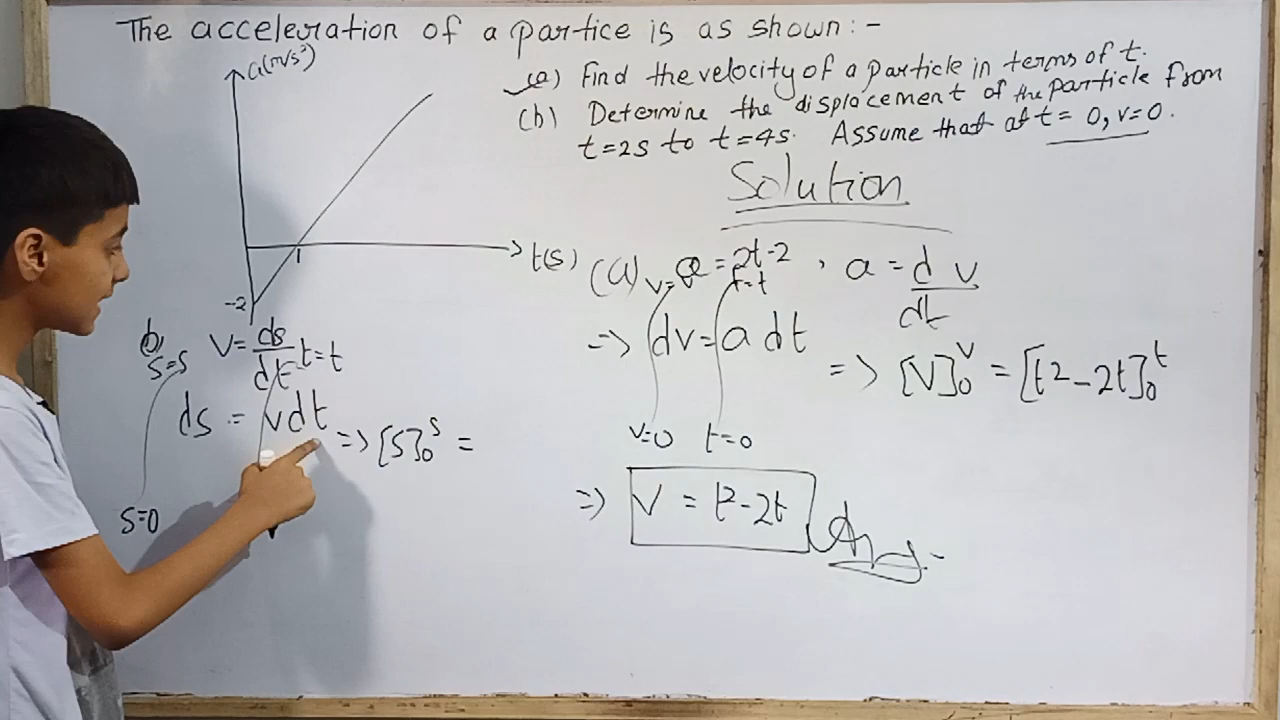 The acceleration of a partice is as shown:-
a(m/s²)
(a) Find the velocity of a particle in terms of t.
(b) Determine the displacement of the particle from
t=2s to t=4s. Assume that at t=0, v=0.
Solution
1
t(s)
-2
(a) a = 2t-2, a = d v
dt
v=v
t=t
=> dv = a dt
v=0 t=0
=> [V]₀ᵛ = [t²-2t]₀ᵗ
=> V = t²-2t Ans-
b) V = ds
dt
s=s
t=t
ds = vdt
=> [S]₀ˢ =
s=0